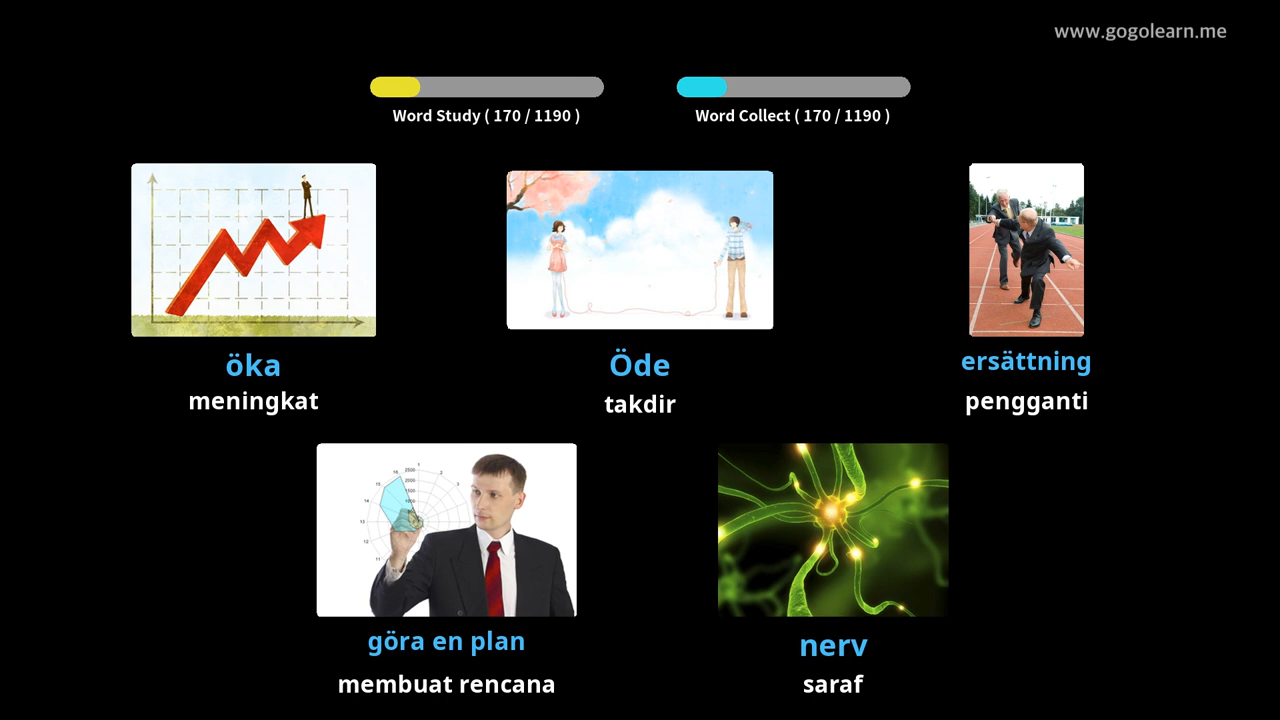 www.gogolearn.me
Word Study ( 170 / 1190 )
Word Collect ( 170 / 1190 )
öka
meningkat
Öde
takdir
ersättning
pengganti
göra en plan
membuat rencana
nerv
saraf